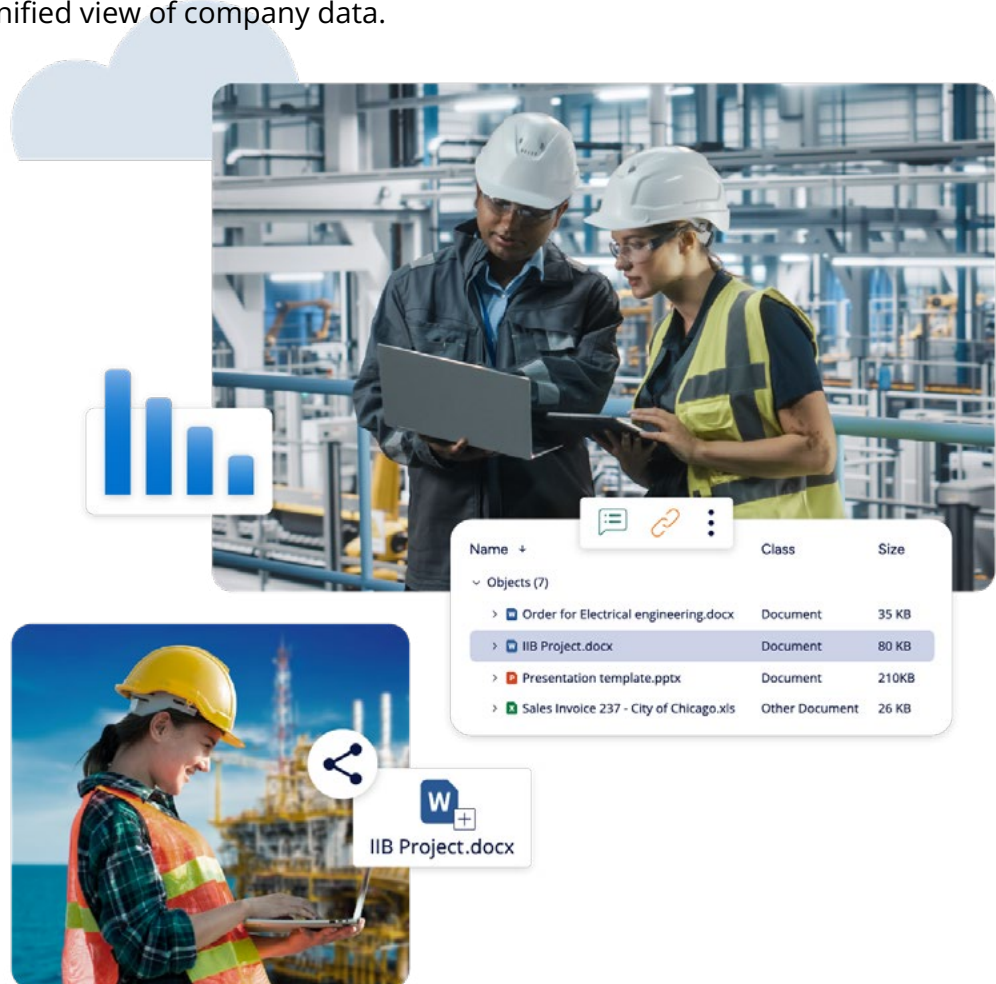 nified view of company data.
Name ↓ Class Size
Objects (7)
Order for Electrical engineering.docx Document 35 KB
IIB Project.docx Document 80 KB
Presentation template.pptx Document 210KB
Sales Invoice 237 - City of Chicago.xls Other Document 26 KB
W
IIB Project.docx